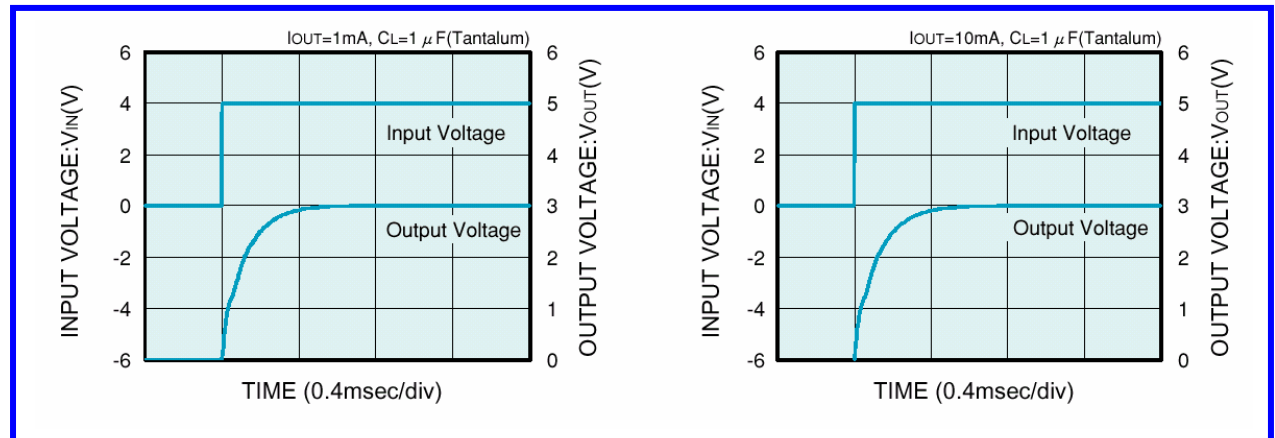 IOUT=1mA, CL=1 μF(Tantalum)
INPUT VOLTAGE:VIN(V)
6
4
2
0
-2
-4
-6
Input Voltage
Output Voltage
6
5
4
3
2
1
0
OUTPUT VOLTAGE:VOUT(V)
TIME (0.4msec/div)
IOUT=10mA, CL=1 μF(Tantalum)
INPUT VOLTAGE:VIN(V)
6
4
2
0
-2
-4
-6
Input Voltage
Output Voltage
6
5
4
3
2
1
0
OUTPUT VOLTAGE:VOUT(V)
TIME (0.4msec/div)